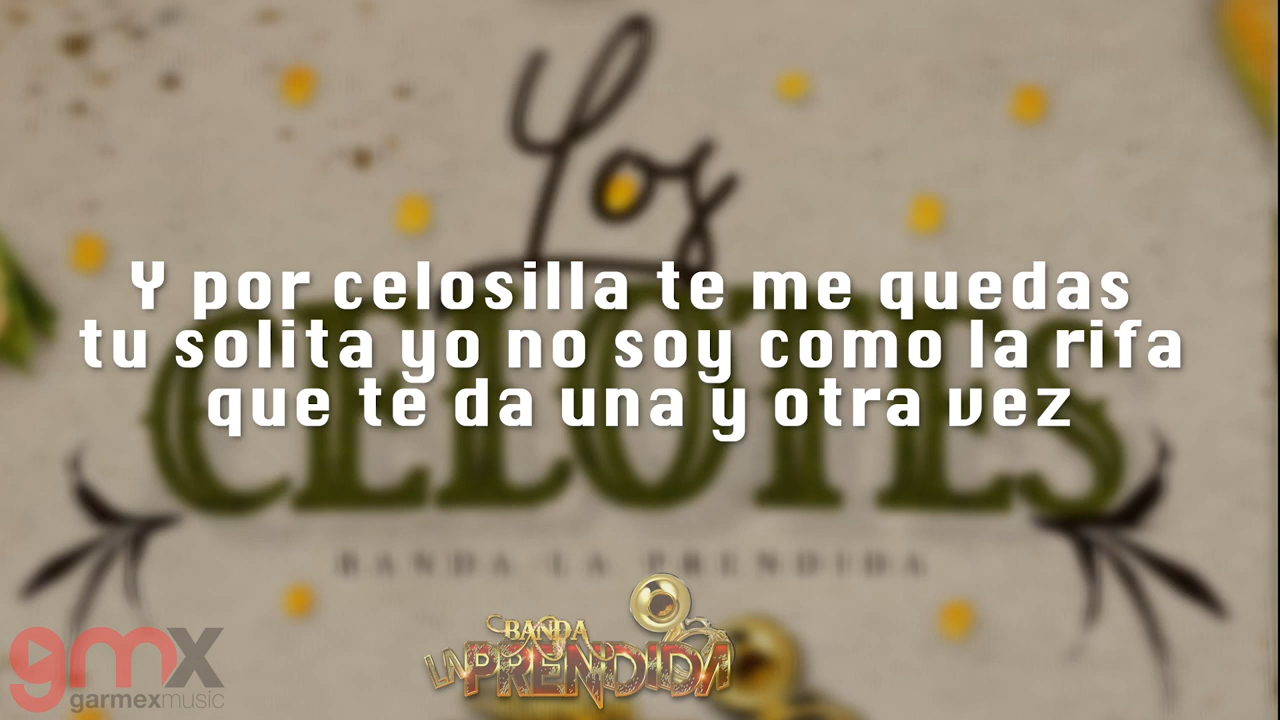 Los
Y por celosilla te me quedas
tu solita yo no soy como la rifa
que te da una y otra vez
CELOTES
BANDA LA PRENDIDA
BANDA
LA PRENDIDA
gmx
garmexmusic